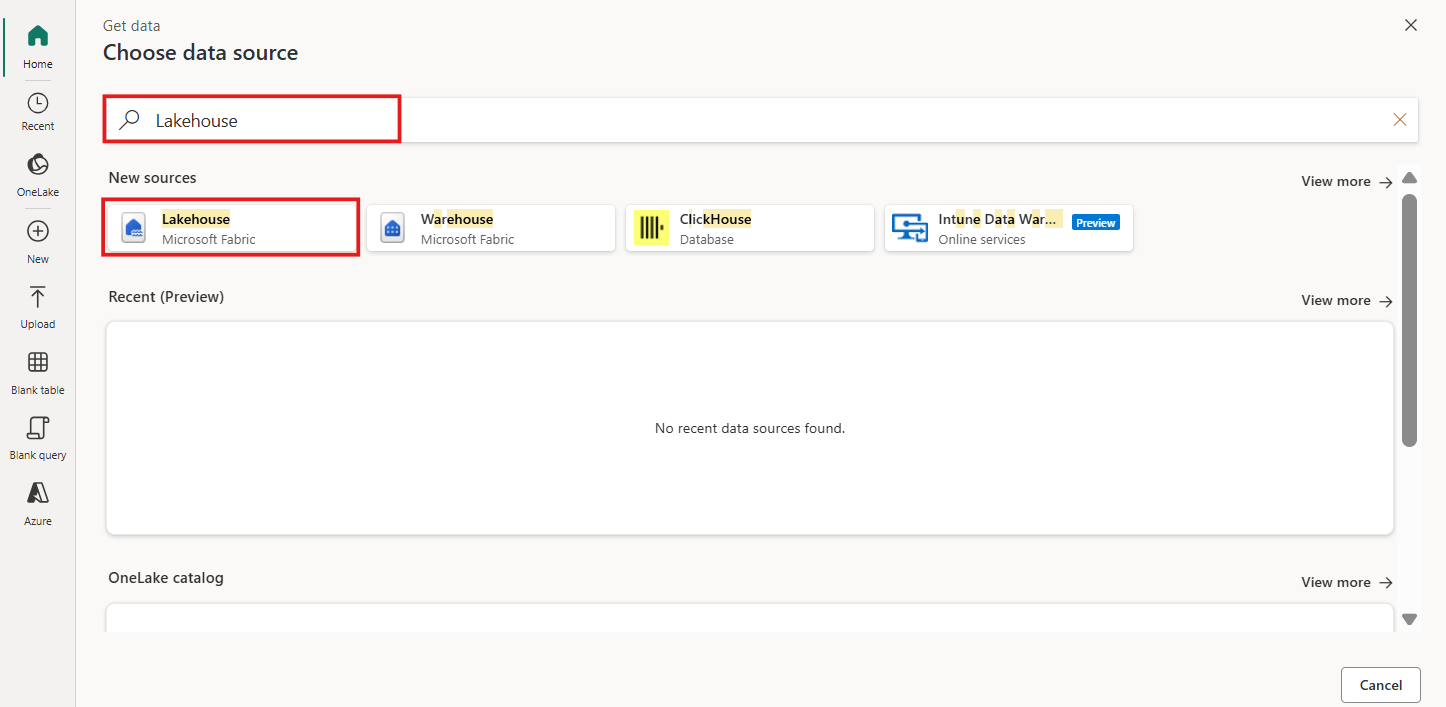 Get data
Choose data source
Home
Recent
OneLake
New
Upload
Blank table
Blank query
Azure
Lakehouse
New sources
View more
Lakehouse
Microsoft Fabric
Warehouse
Microsoft Fabric
ClickHouse
Database
Intune Data War...
Preview
Online services
Recent (Preview)
View more
No recent data sources found.
OneLake catalog
View more
Cancel